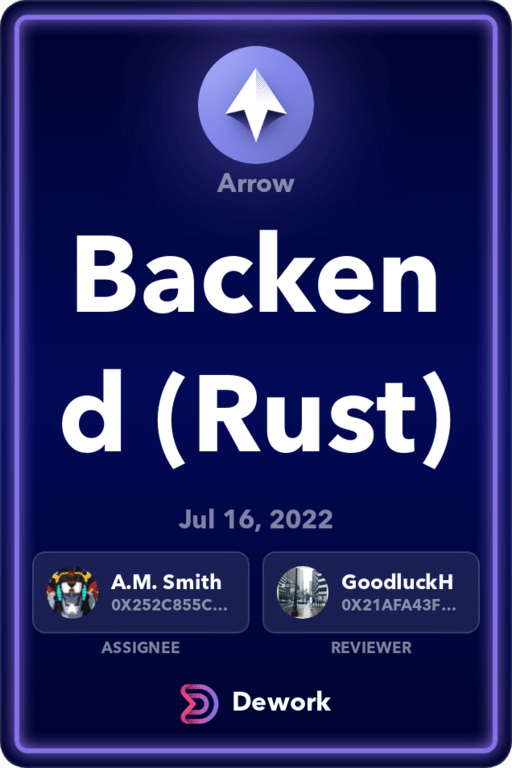 Arrow
Backen
d (Rust)
Jul 16, 2022
A.M. Smith
0X252C855C...
ASSIGNEE
GoodluckH
0X21AFA43F...
REVIEWER
Dework